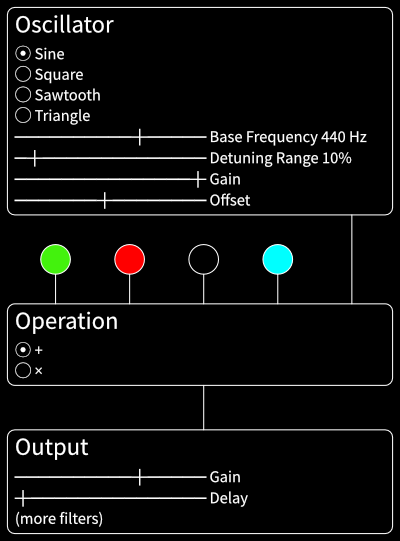 Oscillator
Sine
Square
Sawtooth
Triangle
Base Frequency 440 Hz
Detuning Range 10%
Gain
Offset
Operation
+
×
Output
Gain
Delay
(more filters)